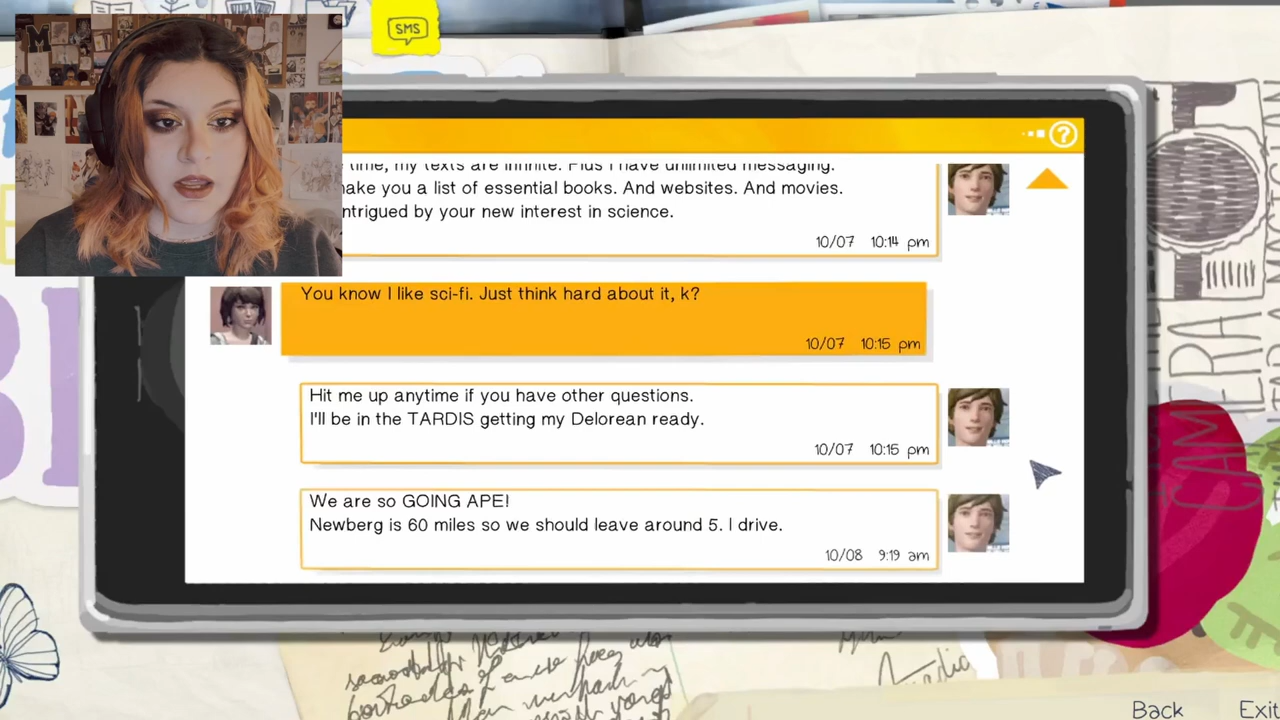 SMS
time, my texts are infinite. Plus I have unlimited messaging.
ake you a list of essential books. And websites. And movies.
ntrigued by your new interest in science.
10/07 10:14 pm
You know I like sci-fi. Just think hard about it, k?
10/07 10:15 pm
Hit me up anytime if you have other questions.
I'll be in the TARDIS getting my Delorean ready.
10/07 10:15 pm
We are so GOING APE!
Newberg is 60 miles so we should leave around 5. I drive.
10/08 9:19 am
Back
Exit